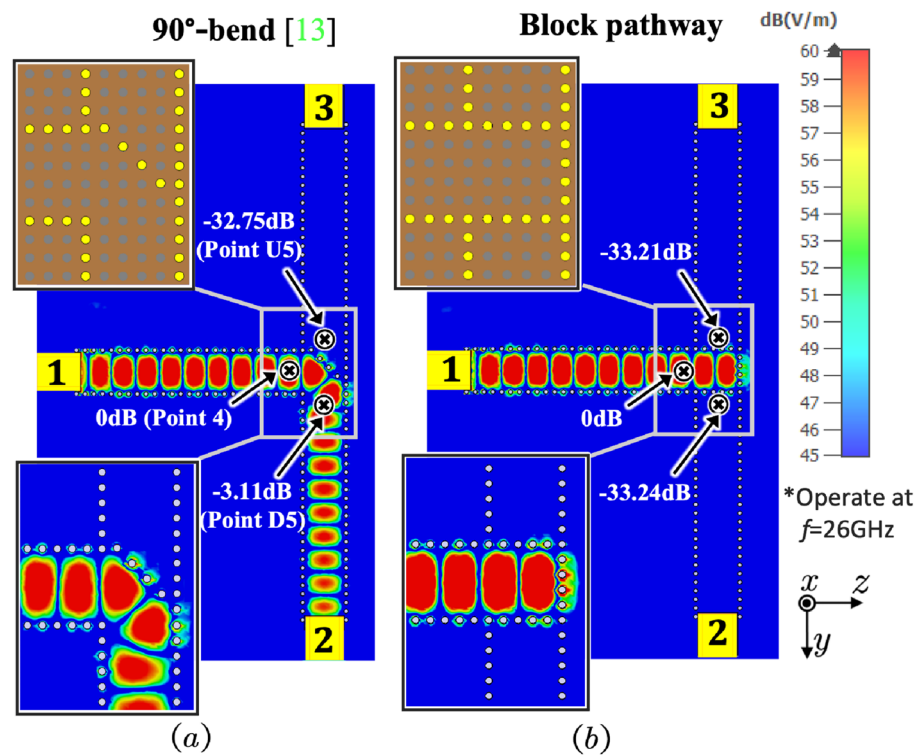 90°-bend [13]
Block pathway
dB(V/m)
3
-32.75dB
(Point U5)
1
0dB (Point 4)
-3.11dB
(Point D5)
2
3
-33.21dB
1
0dB
-33.24dB
2
60
59
58
57
56
55
54
53
52
51
50
49
48
47
46
45
*Operate at
f=26GHz
x
z
y
(a)
(b)